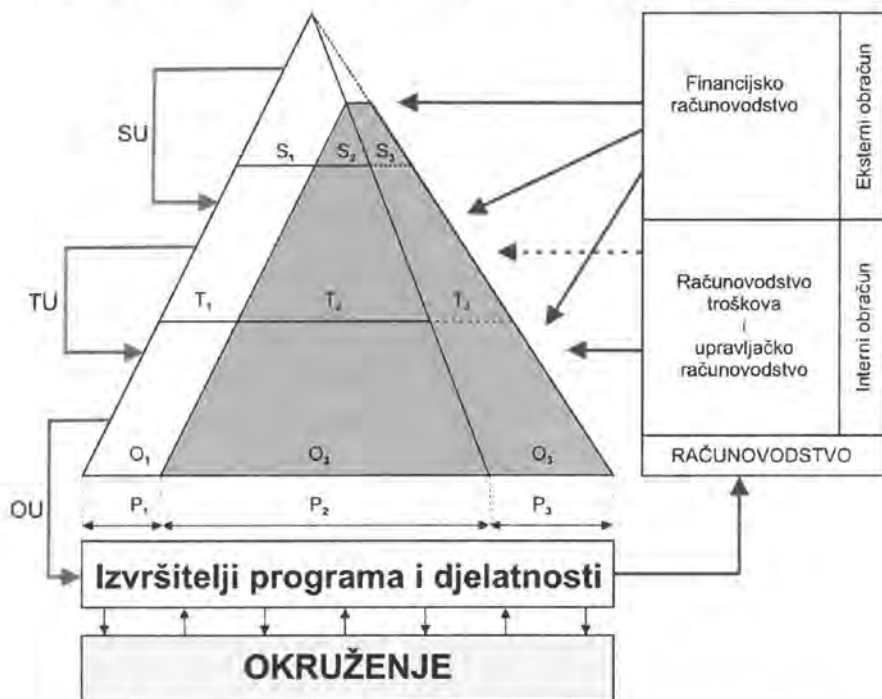 SU
S₁
S₂
S₃
TU
T₁
T₂
T₃
OU
O₁
O₂
O₃
P₁
P₂
P₃
Financijsko
računovodstvo
Eksterni obračun
Računovodstvo
troškova
i
upravljačko
računovodstvo
Interni obračun
RAČUNOVODSTVO
Izvršitelji programa i djelatnosti
OKRUŽENJE